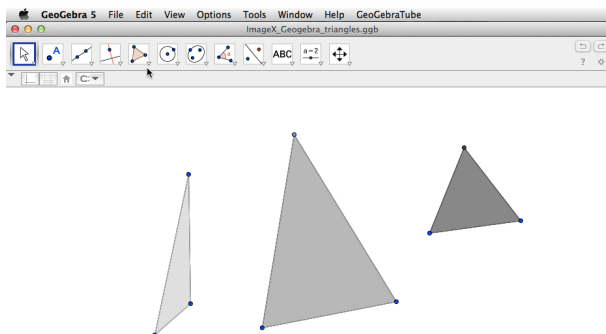 GeoGebra 5 File Edit View Options Tools Window Help GeoGebraTube
ImageX_Geogebra_triangles.ggb
A ABC a=2
?